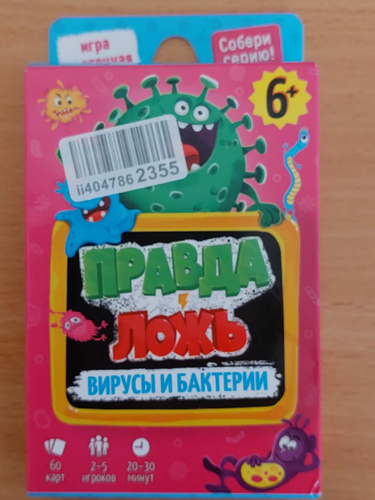 игра
Собери
серию!
6+
ii404786 2355
ПРАВДА
ЛОЖЬ
ВИРУСЫ И БАКТЕРИИ
60
карт
2-5
игроков
20-30
минут